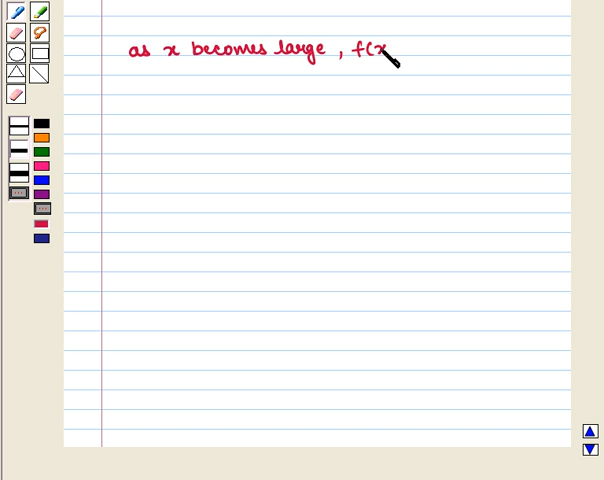 as x becomes large, f(x